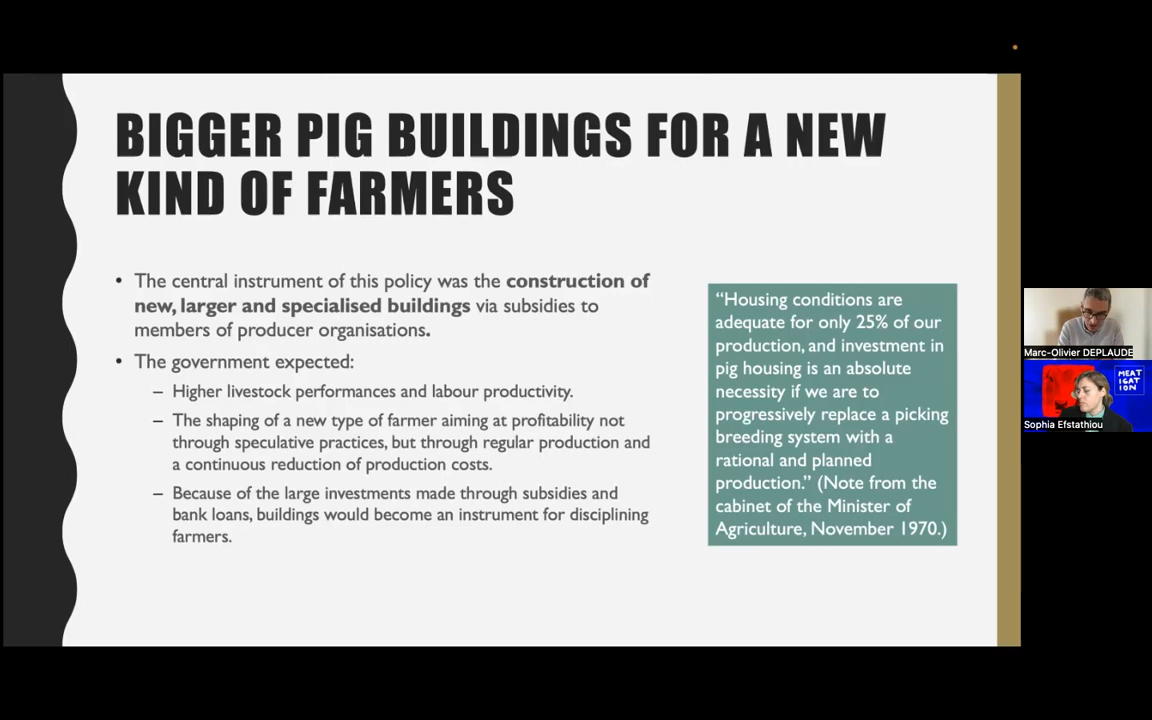 BIGGER PIG BUILDINGS FOR A NEW
KIND OF FARMERS
• The central instrument of this policy was the construction of
new, larger and specialised buildings via subsidies to
members of producer organisations.
• The government expected:
– Higher livestock performances and labour productivity.
– The shaping of a new type of farmer aiming at profitability not
through speculative practices, but through regular production and
a continuous reduction of production costs.
– Because of the large investments made through subsidies and
bank loans, buildings would become an instrument for disciplining
farmers.
“Housing conditions are
adequate for only 25% of our
production, and investment in
pig housing is an absolute
necessity if we are to
progressively replace a picking
breeding system with a
rational and planned
production.” (Note from the
cabinet of the Minister of
Agriculture, November 1970.)
Marc-Olivier DEPLAUDE
MEAT
IGAT
ION
Sophia Efstathiou